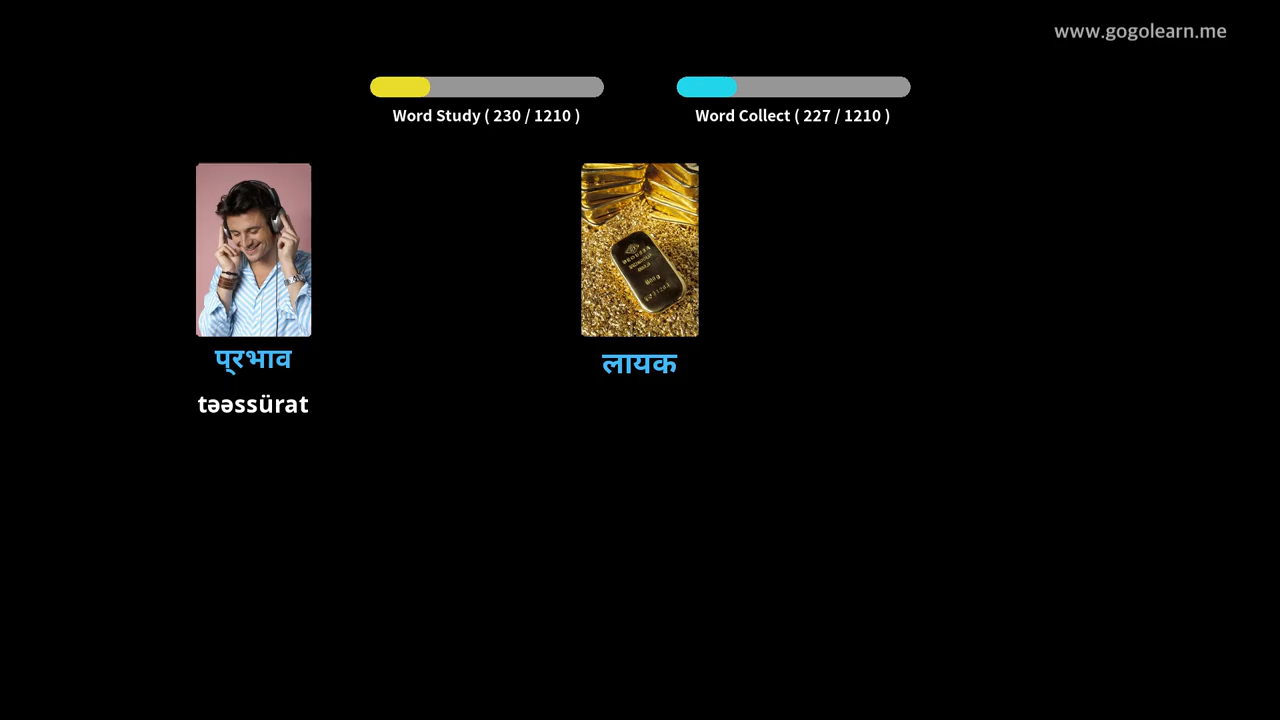 www.gogolearn.me
Word Study ( 230 / 1210 )
Word Collect ( 227 / 1210 )
प्रभाव
təəssürat
लायक